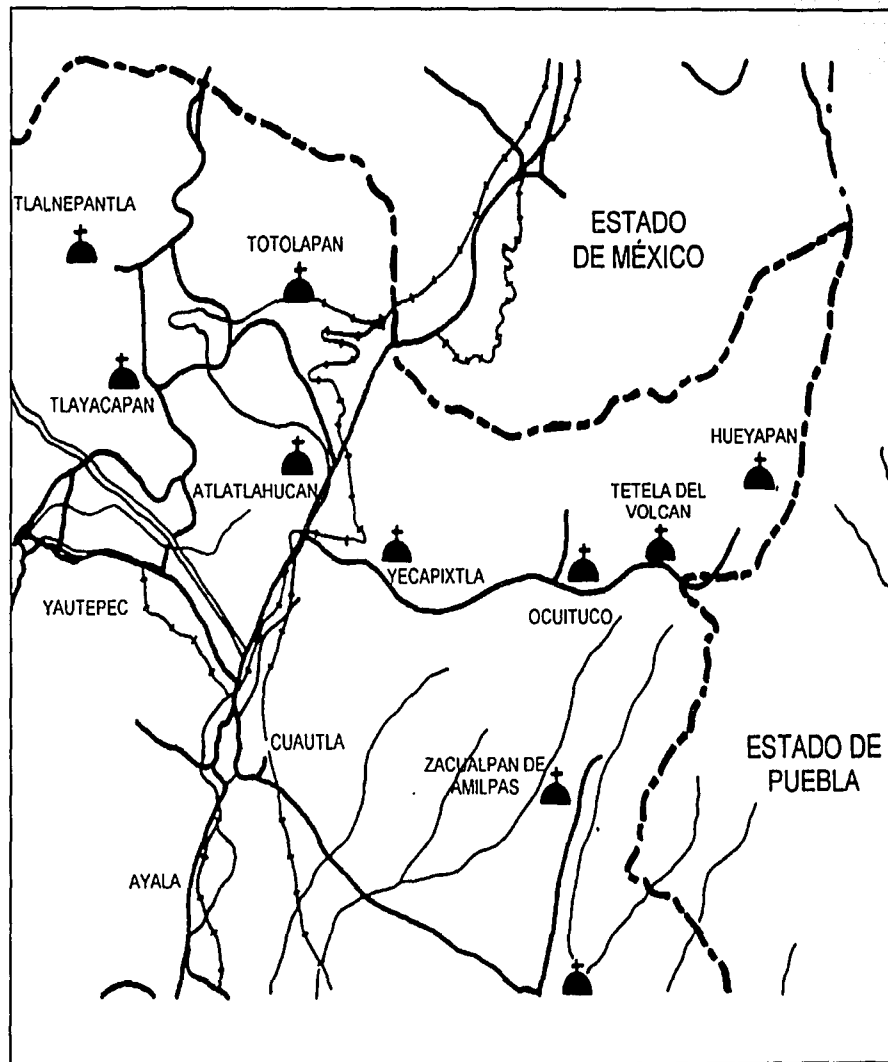 TLALNEPANTLA
TOTOLAPAN
ESTADO
DE MÉXICO
TLAYACAPAN
HUEYAPAN
ATLATLAHUCAN
TETELA DEL
VOLCAN
YECAPIXTLA
YAUTEPEC
OCUITUCO
CUAUTLA
ZACUALPAN DE
AMILPAS
ESTADO DE
PUEBLA
AYALA